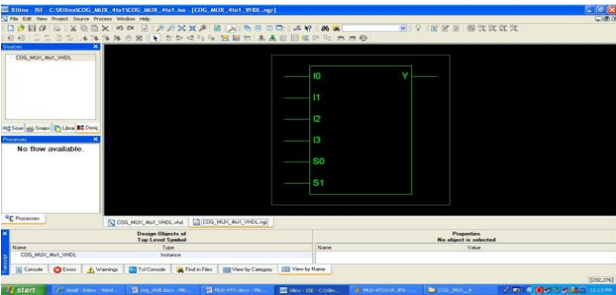 Xilinx - ISE - C:\Xilinx\COG_MUX_4to1\COG_MUX_4to1.ise - [COG_MUX_4to1_VHDL.ngr]
File Edit View Project Source Process Window Help
Sources
COG_MUX_4to1_VHDL
Processes
No flow available.
Processes
I0
Y
I1
I2
I3
S0
S1
COG_MUX_4to1_VHDL.vhd
COG_MUX_4to1_VHDL.ngr
Design Objects of
Top Level Symbol
Properties
No object is selected
Name
Type
Name
Value
COG_MUX_4to1_VHDL
Instance
Console
Errors
Warnings
Tcl Console
Find in Files
View by Category
View by Name
start